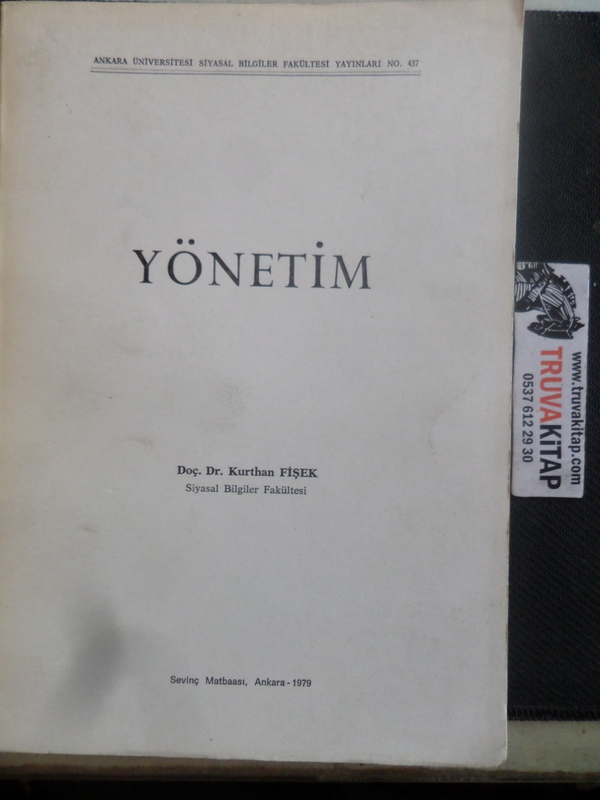 ANKARA ÜNİVERSİTESİ SİYASAL BİLGİLER FAKÜLTESİ YAYINLARI NO. 437
YÖNETİM
Doç. Dr. Kurthan FİŞEK
Siyasal Bilgiler Fakültesi
Sevinç Matbaası, Ankara - 1979
www.truvakitap.com
TRUVAKİTAP
0537 612 29 30